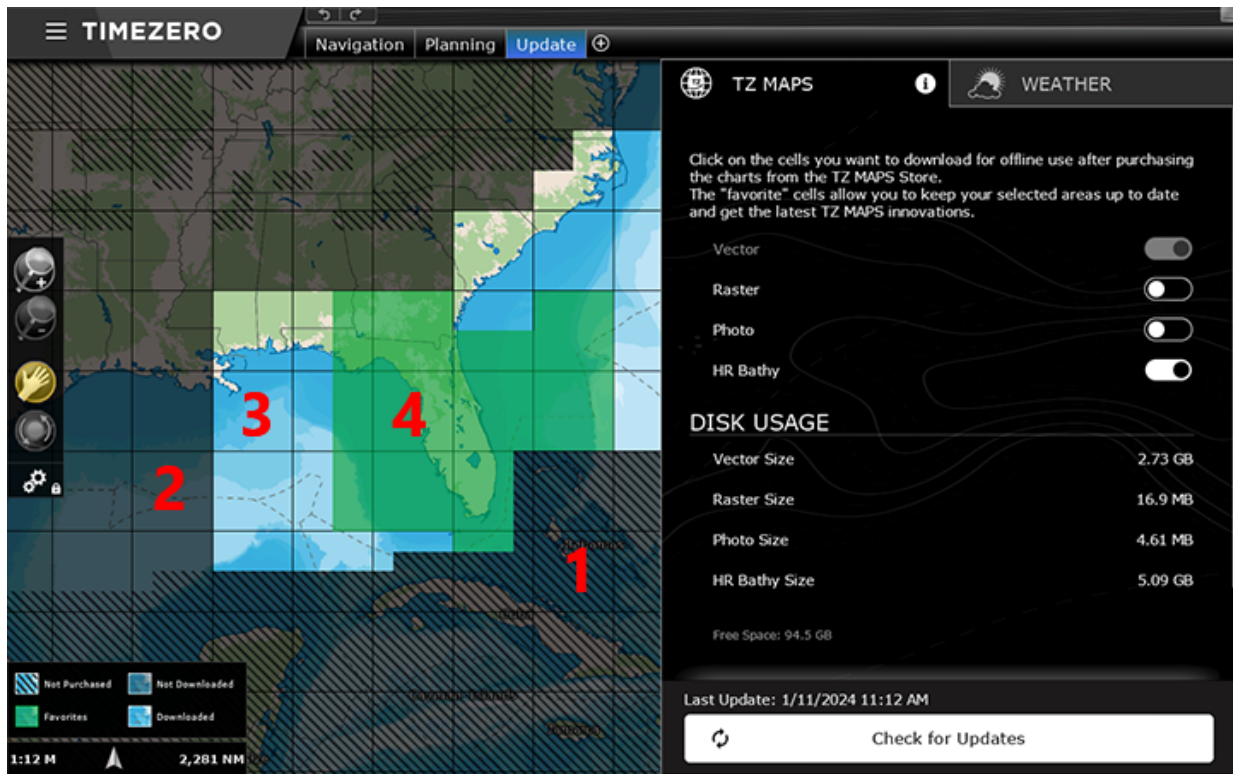 TIMEZERO
Navigation Planning Update
TZ MAPS
WEATHER
Click on the cells you want to download for offline use after purchasing
the charts from the TZ MAPS Store.
The "favorite" cells allow you to keep your selected areas up to date
and get the latest TZ MAPS innovations.
Vector
Raster
Photo
HR Bathy
DISK USAGE
Vector Size 2.73 GB
Raster Size 16.9 MB
Photo Size 4.61 MB
HR Bathy Size 5.09 GB
Free Space: 94.5 GB
Last Update: 1/11/2024 11:12 AM
Check for Updates
3
4
2
1
Not Purchased Not Downloaded
Favorites Downloaded
1:12 M 2,281 NM